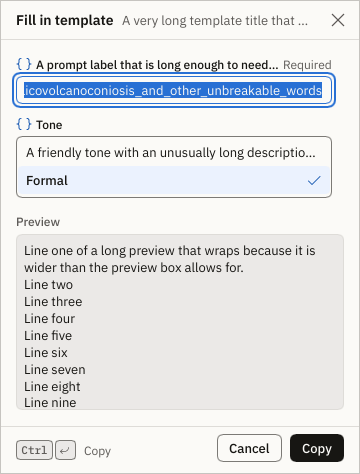 Fill in template A very long template title that ...
{} A prompt label that is long enough to need... Required
icovolcanoconiosis_and_other_unbreakable_words
{} Tone
A friendly tone with an unusually long descriptio...
Formal
Preview
Line one of a long preview that wraps because it is
wider than the preview box allows for.
Line two
Line three
Line four
Line five
Line six
Line seven
Line eight
Line nine
Ctrl ↵ Copy Cancel Copy